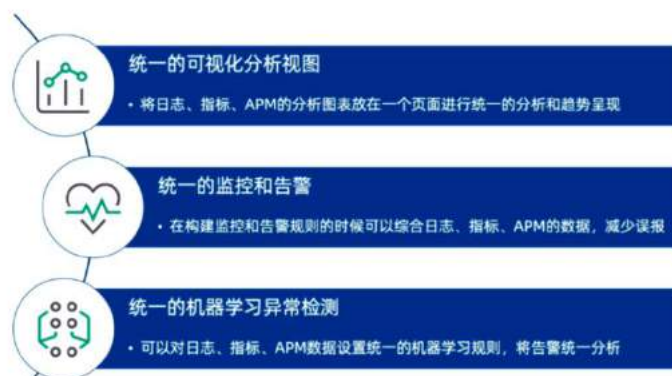 统一的可视化分析视图
• 将日志、指标、APM的分析图表放在一个页面进行统一的分析和趋势呈现
统一的监控和告警
• 在构建监控和告警规则的时候可以综合日志、指标、APM的数据，减少误报
统一的机器学习异常检测
• 可以对日志、指标、APM数据设置统一的机器学习规则，将告警统一分析